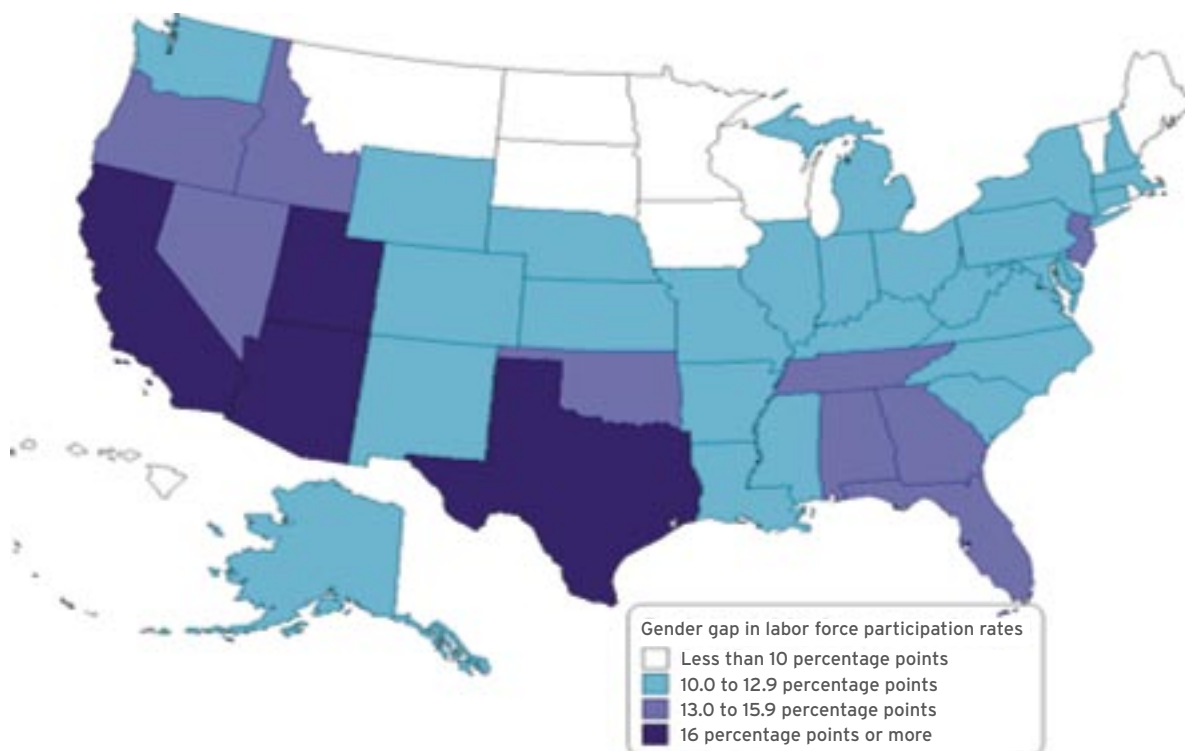 Gender gap in labor force participation rates
Less than 10 percentage points
10.0 to 12.9 percentage points
13.0 to 15.9 percentage points
16 percentage points or more